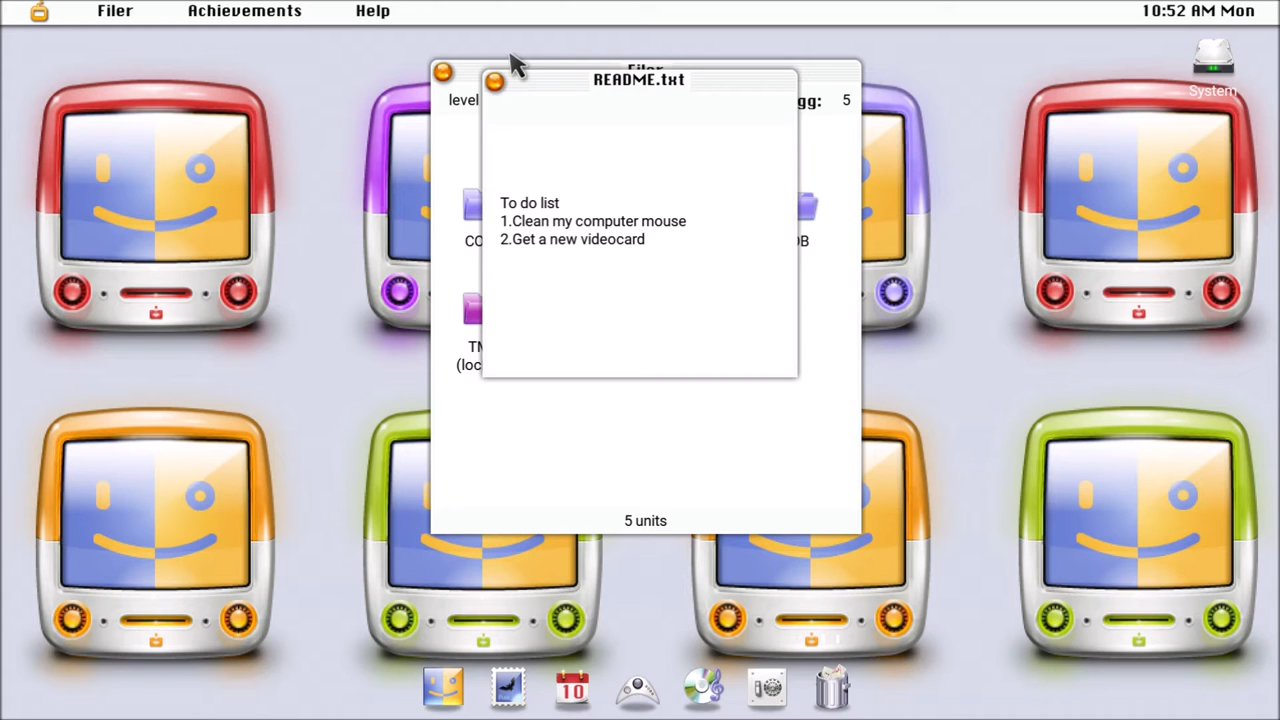 Filer
Achievements
Help
10:52 AM Mon
System
README.txt
level
gg:
5
To do list
1.Clean my computer mouse
2.Get a new videocard
5 units
10